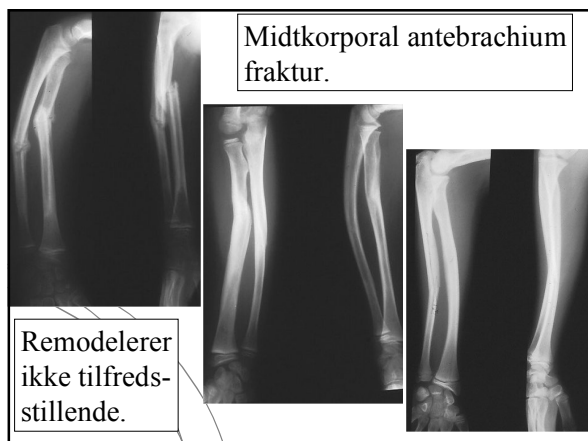 Midtkorporal antebrachium
fraktur.
Remodelerer
ikke tilfreds-
stillende.